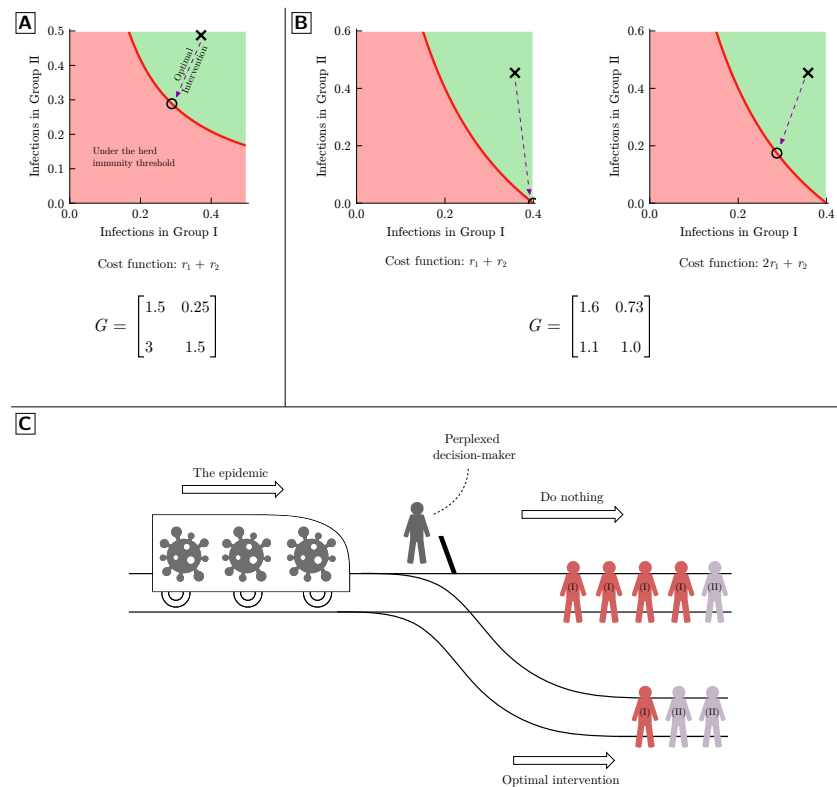 A
Infections in Group II
0.5
0.4
0.3
0.2
0.1
0.0
Optimal
Intervention
Under the herd
immunity threshold
0.0 0.2 0.4
Infections in Group I
Cost function: r₁ + r₂
G = [1.5 0.25
3 1.5]
B
Infections in Group II
0.6
0.4
0.2
0.0
0.0 0.2 0.4
Infections in Group I
Cost function: r₁ + r₂
Infections in Group II
0.6
0.4
0.2
0.0
0.0 0.2 0.4
Infections in Group I
Cost function: 2r₁ + r₂
G = [1.6 0.73
1.1 1.0]
C
The epidemic
Perplexed
decision-maker
Do nothing
(I) (I) (I) (I) (II)
(I) (II) (II)
Optimal intervention